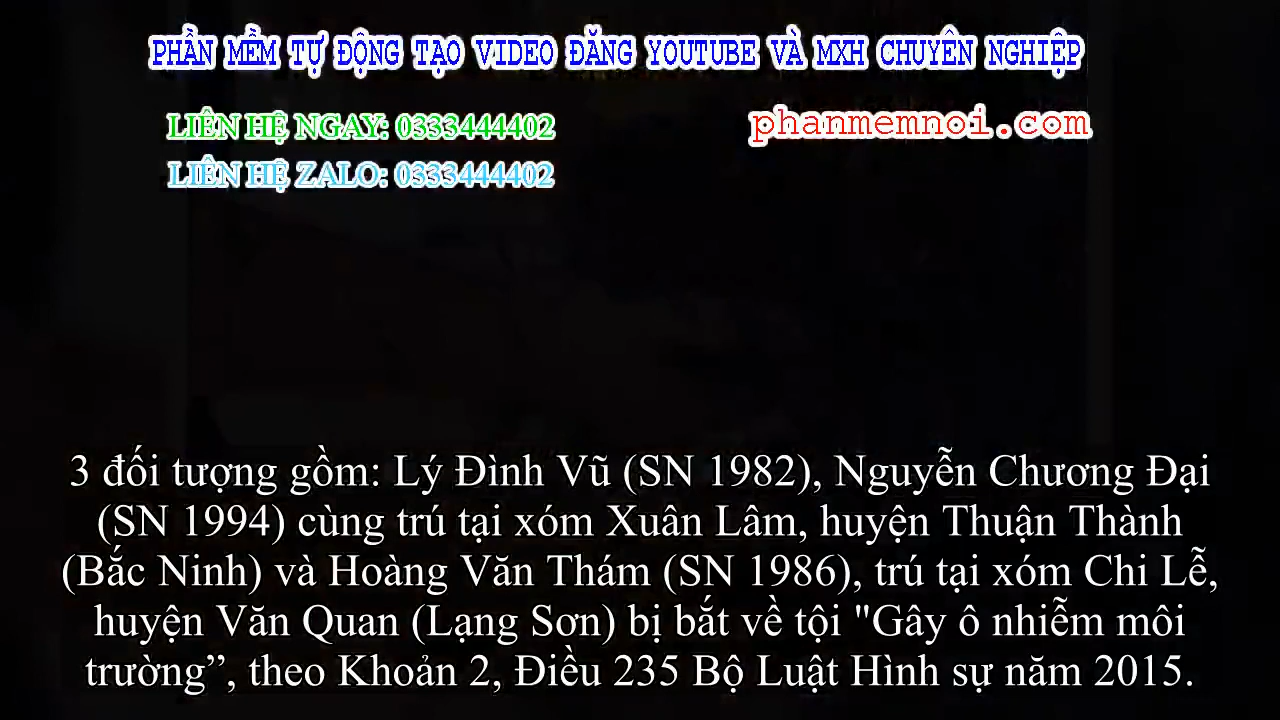 PHẦN MỀM TỰ ĐỘNG TẠO VIDEO ĐĂNG YOUTUBE VÀ MXH CHUYÊN NGHIỆP
LIÊN HỆ NGAY: 0333444402
phanmemnoi.com
LIÊN HỆ ZALO: 0333444402
3 đối tượng gồm: Lý Đình Vũ (SN 1982), Nguyễn Chương Đại
(SN 1994) cùng trú tại xóm Xuân Lâm, huyện Thuận Thành
(Bắc Ninh) và Hoàng Văn Thám (SN 1986), trú tại xóm Chi Lễ,
huyện Văn Quan (Lạng Sơn) bị bắt về tội "Gây ô nhiễm môi
trường”, theo Khoản 2, Điều 235 Bộ Luật Hình sự năm 2015.